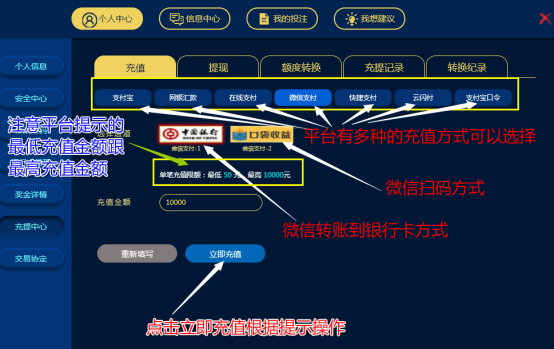 个人中心 信息中心 我的投注 我想建议
个人信息 充值 提现 额度转换 充提记录 转换纪录
安全中心 支付宝 网银汇款 在线支付 微信支付 快捷支付 云闪付 支付宝口令
注意平台提示的
最低充值金额跟
最高充值金额
中国银行 口袋收益
BANK OF CHINA
微信支付-1 微信支付-2
平台有多种的充值方式可以选择
单笔充值限额：最低 50 元，最高 10000元
微信扫码方式
奖金详情 充值金额 10000
充提中心
微信转账到银行卡方式
交易协定 重新填写 立即充值
点击立即充值根据提示操作